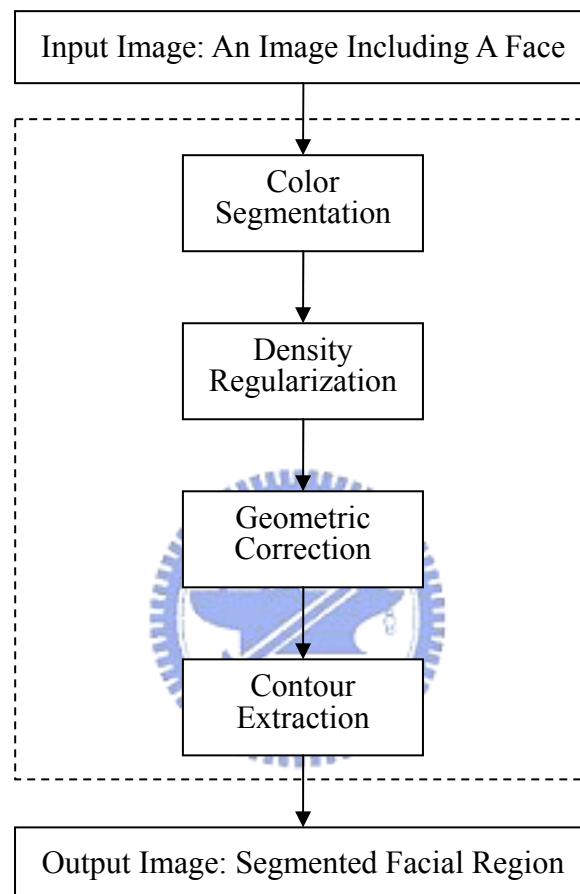 Input Image: An Image Including A Face
Color
Segmentation
Density
Regularization
Geometric
Correction
Contour
Extraction
Output Image: Segmented Facial Region